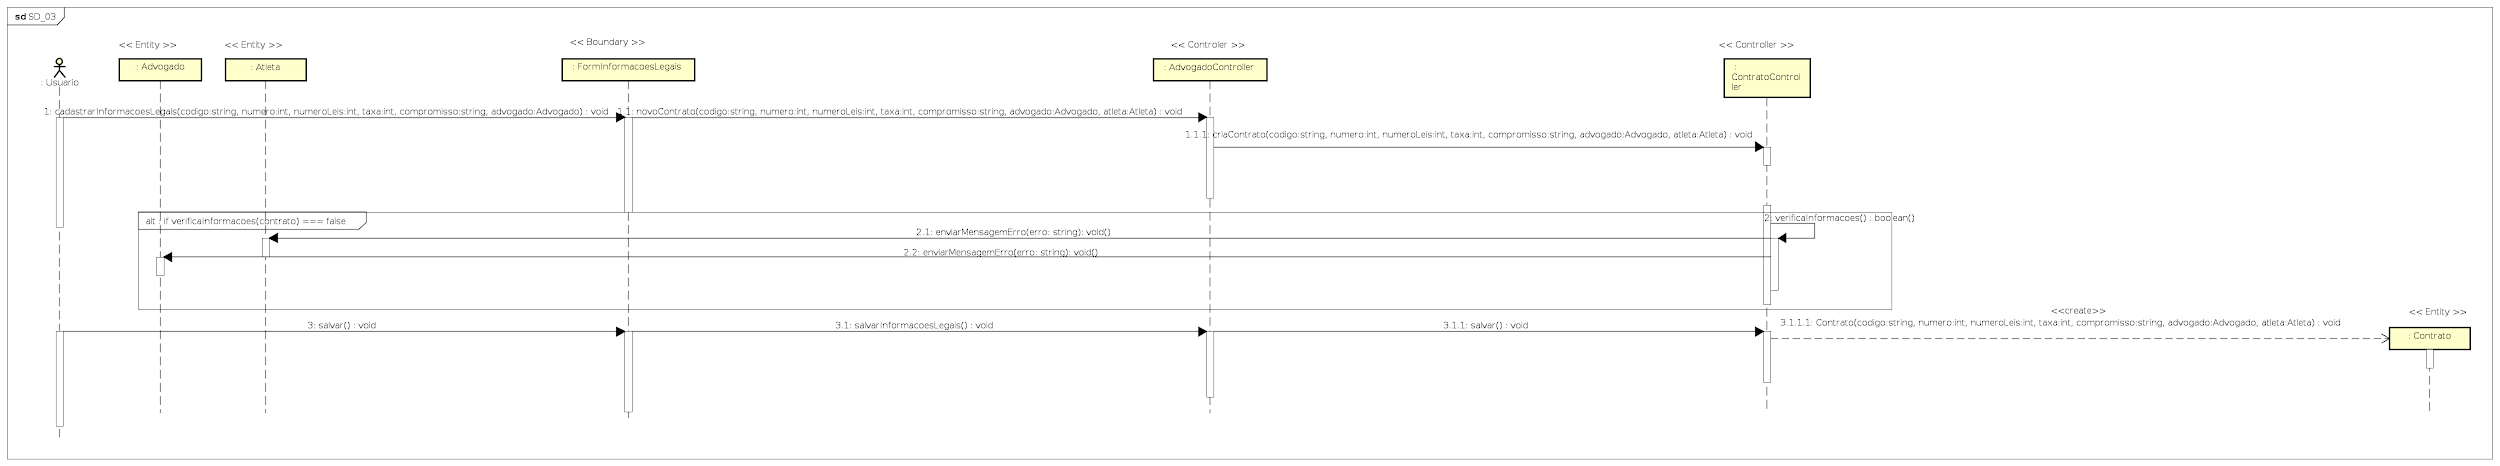 sd SD_03
<< Entity >>
<< Entity >>
<< Boundary >>
<< Controler >>
<< Controller >>
: Usuario
: Advogado
: Atleta
: FormInformacoesLegais
: AdvogadoController
:
ContratoControl
ler
1: cadastrarInformacoesLegais(codigo:string, numero:int, numeroLeis:int, taxa:int, compromisso:string, advogado:Advogado) : void
1.1: novoContrato(codigo:string, numero:int, numeroLeis:int, taxa:int, compromisso:string, advogado:Advogado, atleta:Atleta) : void
1.1.1: criaContrato(codigo:string, numero:int, numeroLeis:int, taxa:int, compromisso:string, advogado:Advogado, atleta:Atleta) : void
alt : if verificaInformacoes(contrato) === false
2: verificaInformacoes() : boolean()
2.1: enviarMensagemErro(erro: string): void()
2.2: enviarMensagemErro(erro: string): void()
3: salvar() : void
3.1: salvarInformacoesLegais() : void
3.1.1: salvar() : void
<<create>>
3.1.1.1: Contrato(codigo:string, numero:int, numeroLeis:int, taxa:int, compromisso:string, advogado:Advogado, atleta:Atleta) : void
<< Entity >>
: Contrato